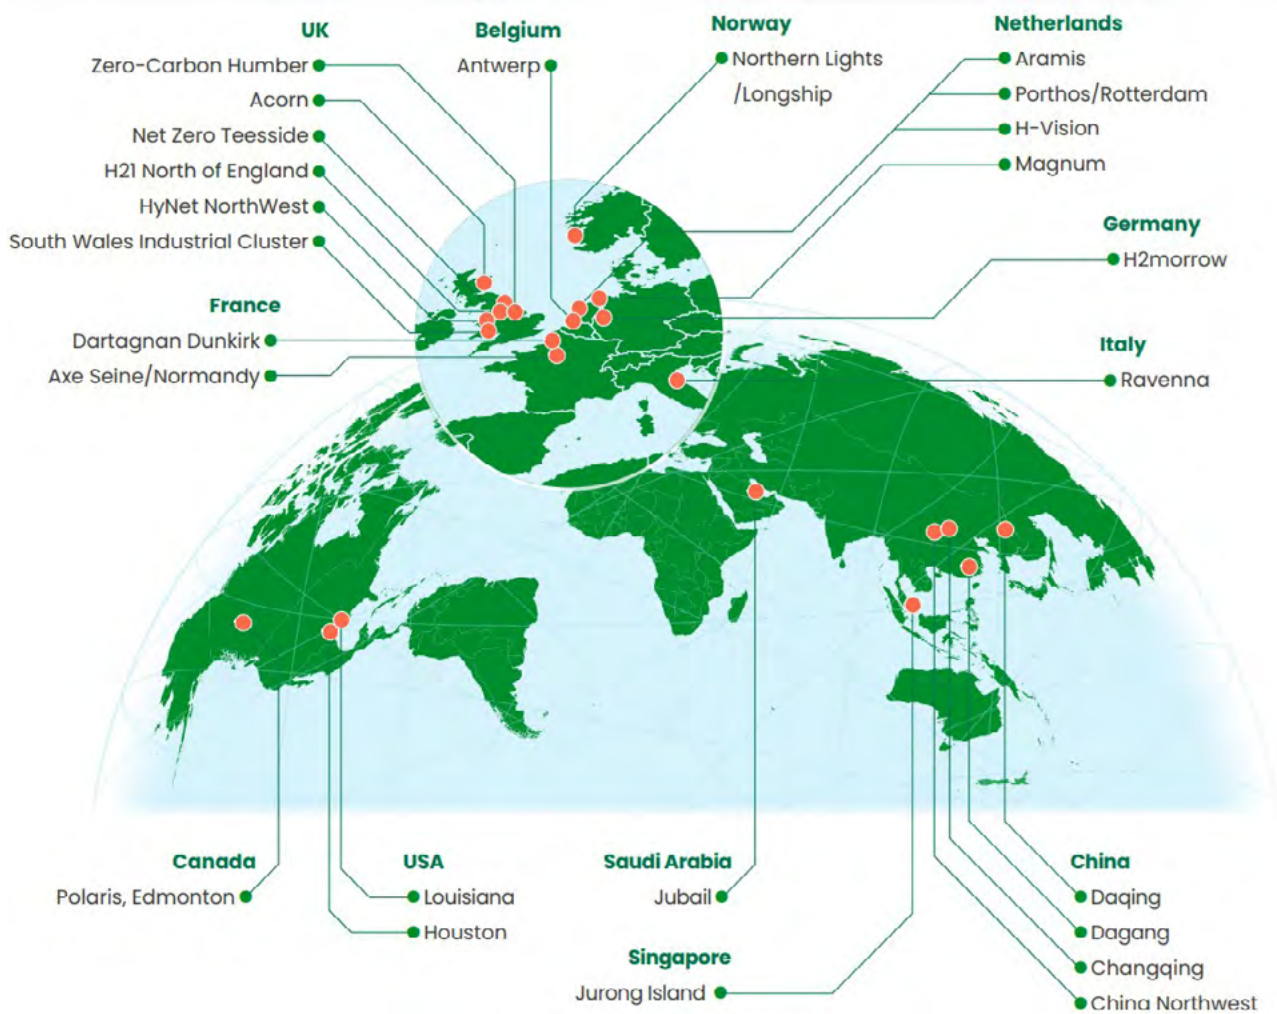 UK
Zero-Carbon Humber
Acorn
Net Zero Teesside
H21 North of England
HyNet NorthWest
South Wales Industrial Cluster
France
Dartagnan Dunkirk
Axe Seine/Normandy
Belgium
Antwerp
Norway
Northern Lights
/Longship
Netherlands
Aramis
Porthos/Rotterdam
H-Vision
Magnum
Germany
H2morrow
Italy
Ravenna
Canada
Polaris, Edmonton
USA
Louisiana
Houston
Saudi Arabia
Jubail
Singapore
Jurong Island
China
Daqing
Dagang
Changqing
China Northwest